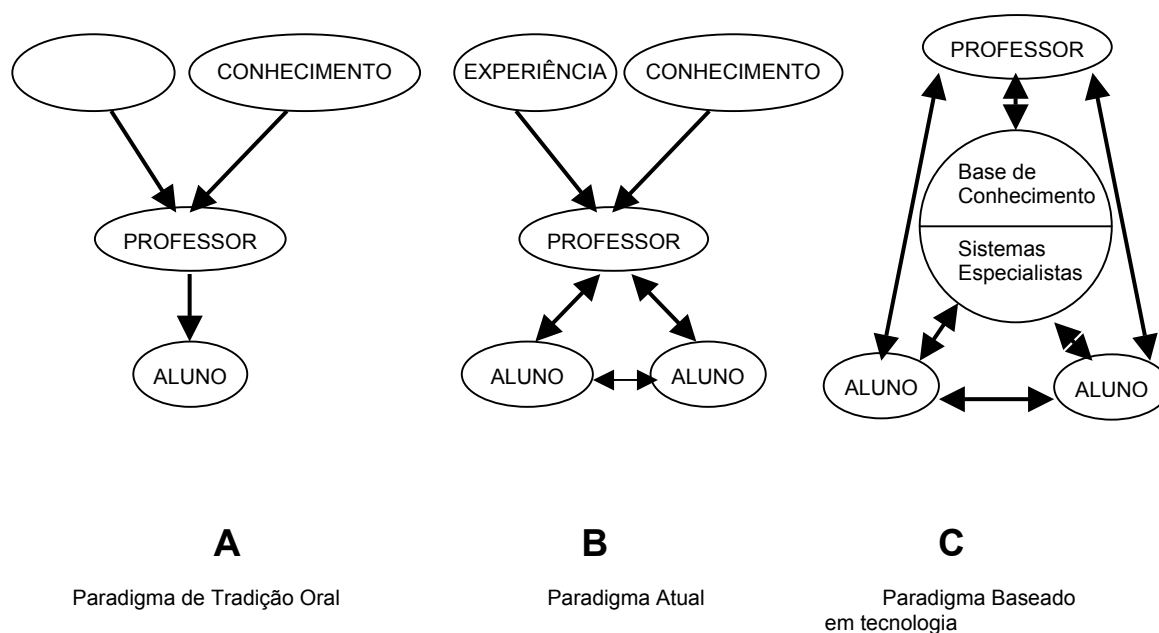 CONHECIMENTO
PROFESSOR
ALUNO
EXPERIÊNCIA
CONHECIMENTO
PROFESSOR
ALUNO
ALUNO
PROFESSOR
Base de
Conhecimento
Sistemas
Especialistas
ALUNO
ALUNO
A
B
C
Paradigma de Tradição Oral
Paradigma Atual
Paradigma Baseado
em tecnologia